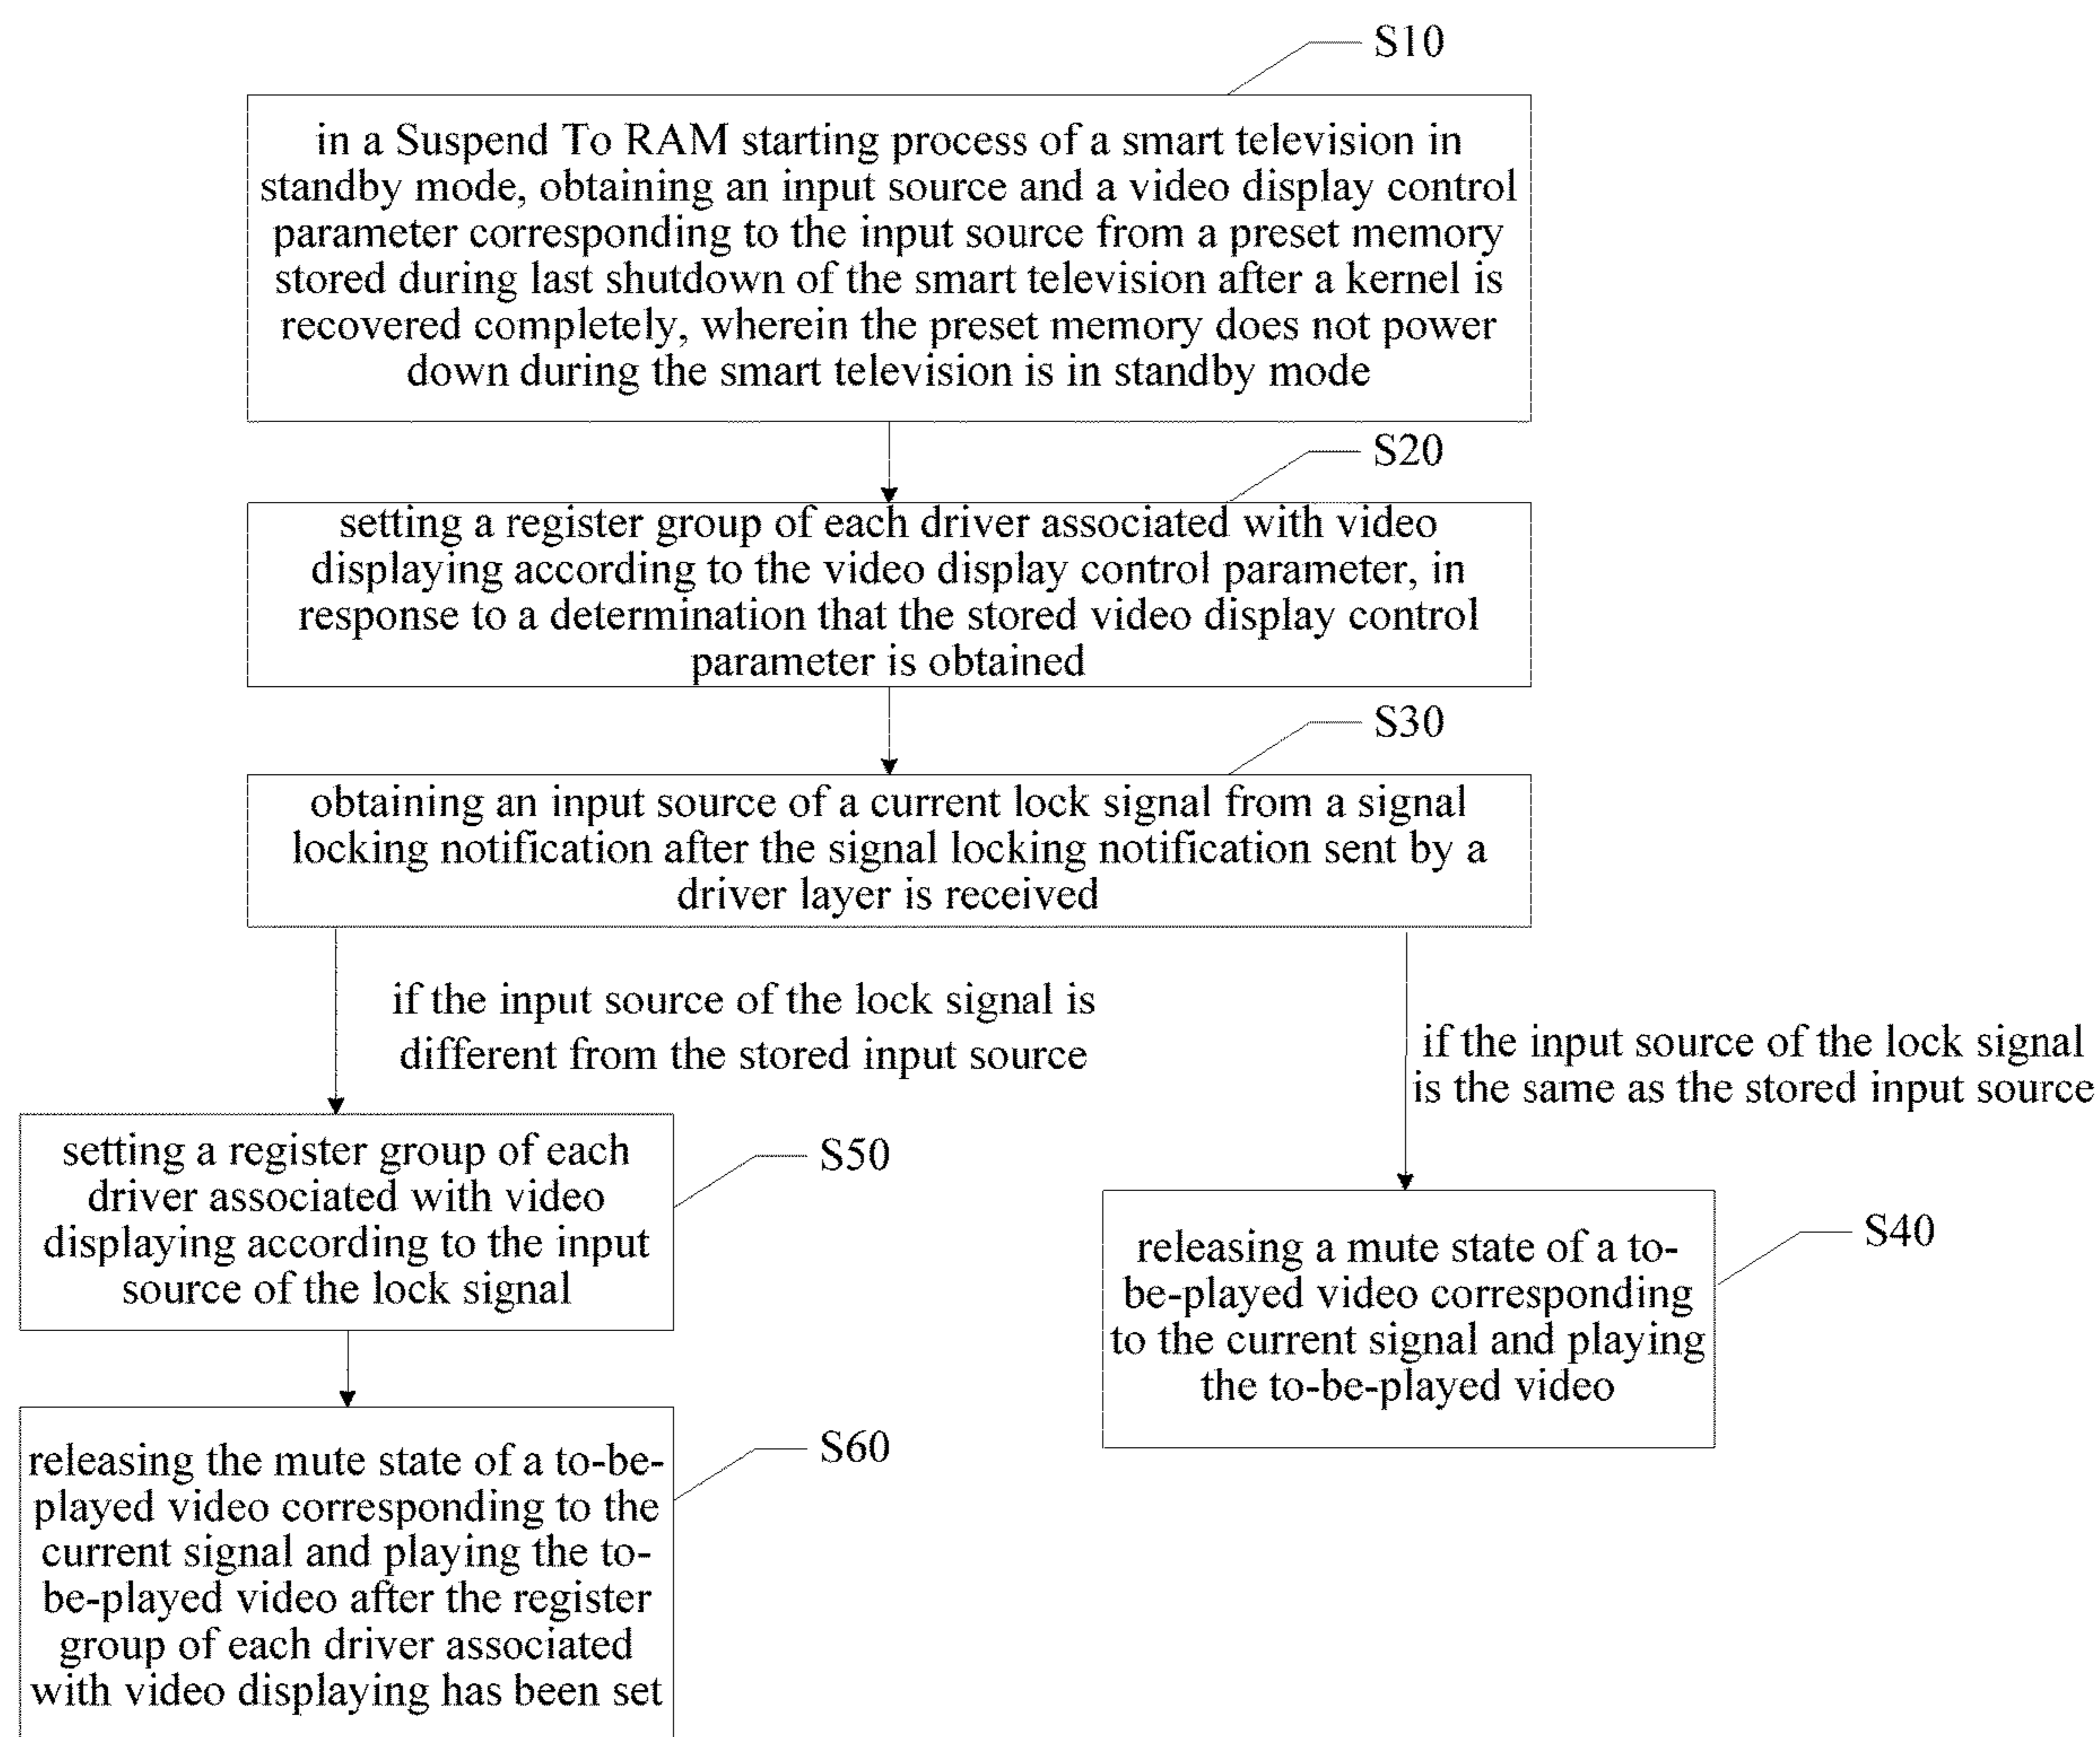 S10
in a Suspend To RAM starting process of a smart television in
standby mode, obtaining an input source and a video display control
parameter corresponding to the input source from a preset memory
stored during last shutdown of the smart television after a kernel is
recovered completely, wherein the preset memory does not power
down during the smart television is in standby mode
S20
setting a register group of each driver associated with video
displaying according to the video display control parameter, in
response to a determination that the stored video display control
parameter is obtained
S30
obtaining an input source of a current lock signal from a signal
locking notification after the signal locking notification sent by a
driver layer is received
if the input source of the lock signal is
different from the stored input source
if the input source of the lock signal
is the same as the stored input source
setting a register group of each
driver associated with video
displaying according to the input
source of the lock signal
S50
releasing a mute state of a to-
be-played video corresponding
to the current signal and playing
the to-be-played video
S40
releasing the mute state of a to-be-
played video corresponding to the
current signal and playing the to-
be-played video after the register
group of each driver associated
with video displaying has been set
S60